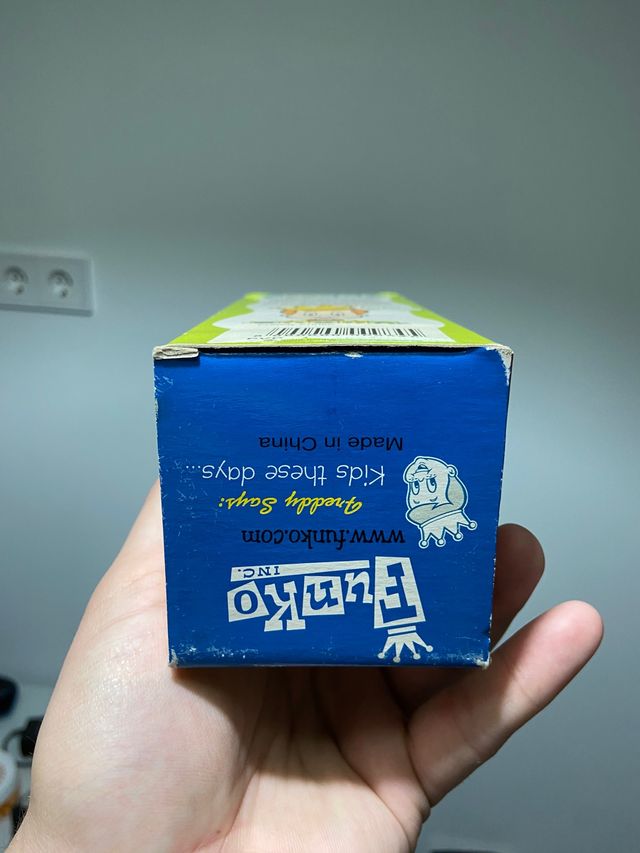 Funko
INC.
www.funko.com
Freddy Says:
Kids these days...
Made in China